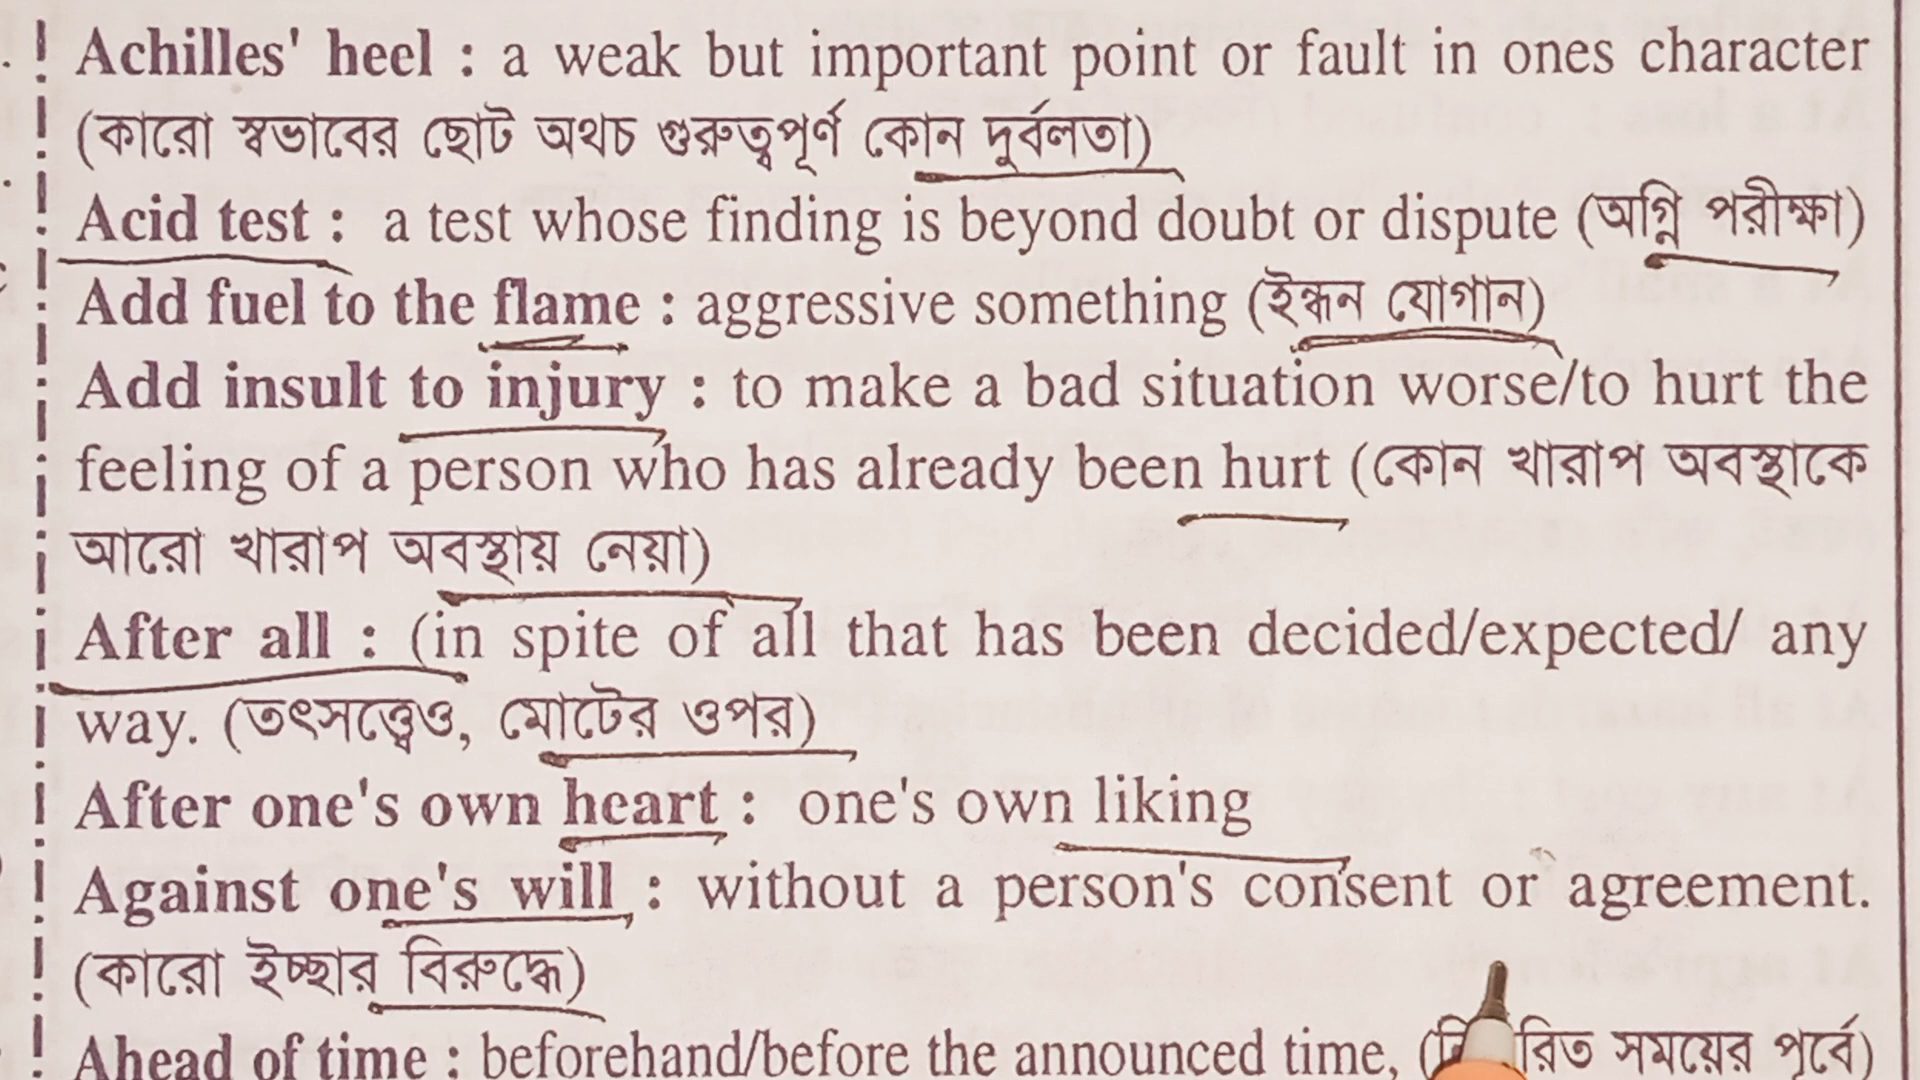 Achilles' heel : a weak but important point or fault in ones character
(কারো স্বভাবের ছোট অথচ গুরুত্বপূর্ণ কোন দুর্বলতা)
Acid test : a test whose finding is beyond doubt or dispute (অগ্নি পরীক্ষা)
Add fuel to the flame : aggressive something (ইন্ধন যোগান)
Add insult to injury : to make a bad situation worse/to hurt the
feeling of a person who has already been hurt (কোন খারাপ অবস্থাকে
আরো খারাপ অবস্থায় নেয়া)
After all : (in spite of all that has been decided/expected/ any
way. (তৎসত্ত্বেও, মোটের ওপর)
After one's own heart : one's own liking
Against one's will : without a person's consent or agreement.
(কারো ইচ্ছার বিরুদ্ধে)
Ahead of time : beforehand/before the announced time, ( সময়ের পূর্বে)